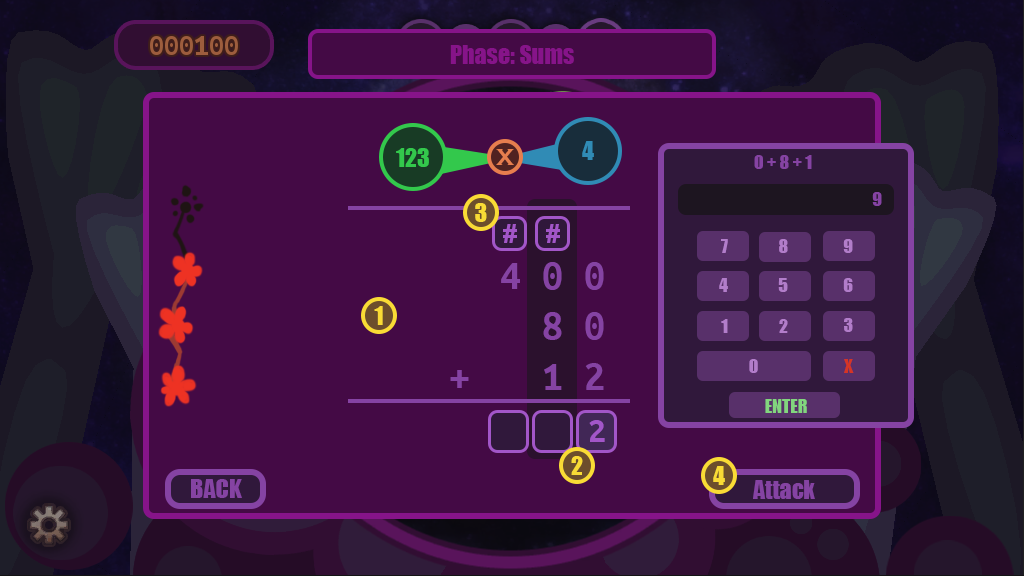 000100
Phase: Sums
123 X 4
0 + 8 + 1
9
3
# #
4 0 0
1
8 0
+ 1 2
2
2
7 8 9
4 5 6
1 2 3
0 X
ENTER
4
BACK
Attack